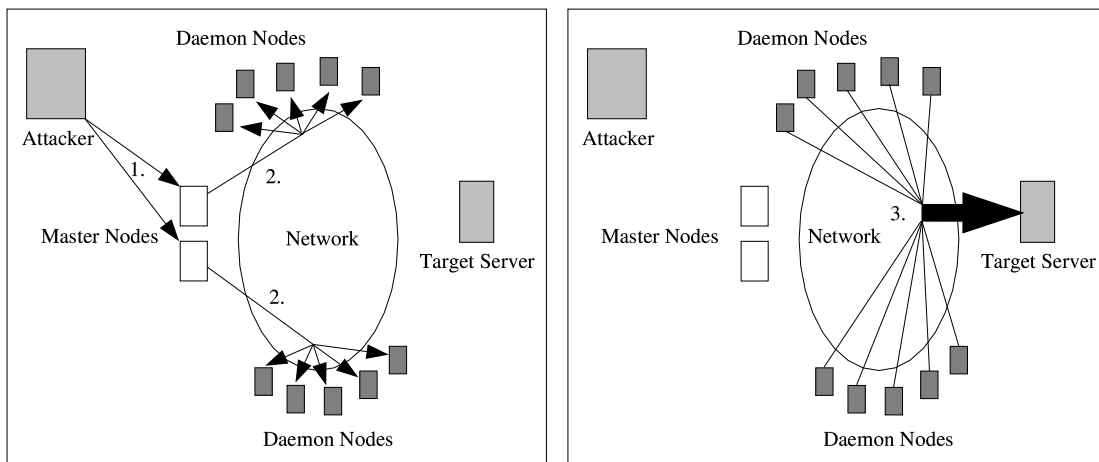 Daemon Nodes
Attacker
1.
2.
Master Nodes
Network
Target Server
2.
Daemon Nodes
Daemon Nodes
Attacker
3.
Master Nodes
Network
Target Server
Daemon Nodes